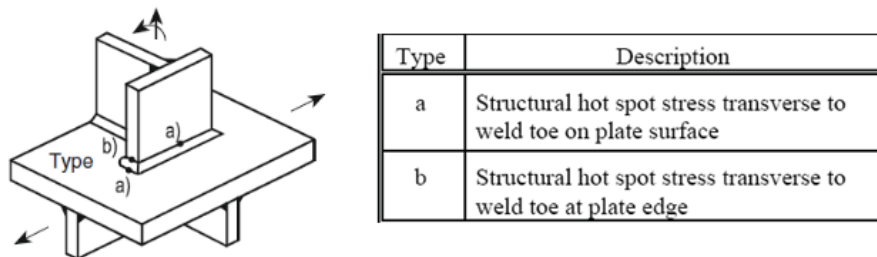 a)
b)
Type
a)
Type Description
a Structural hot spot stress transverse to
weld toe on plate surface
b Structural hot spot stress transverse to
weld toe at plate edge